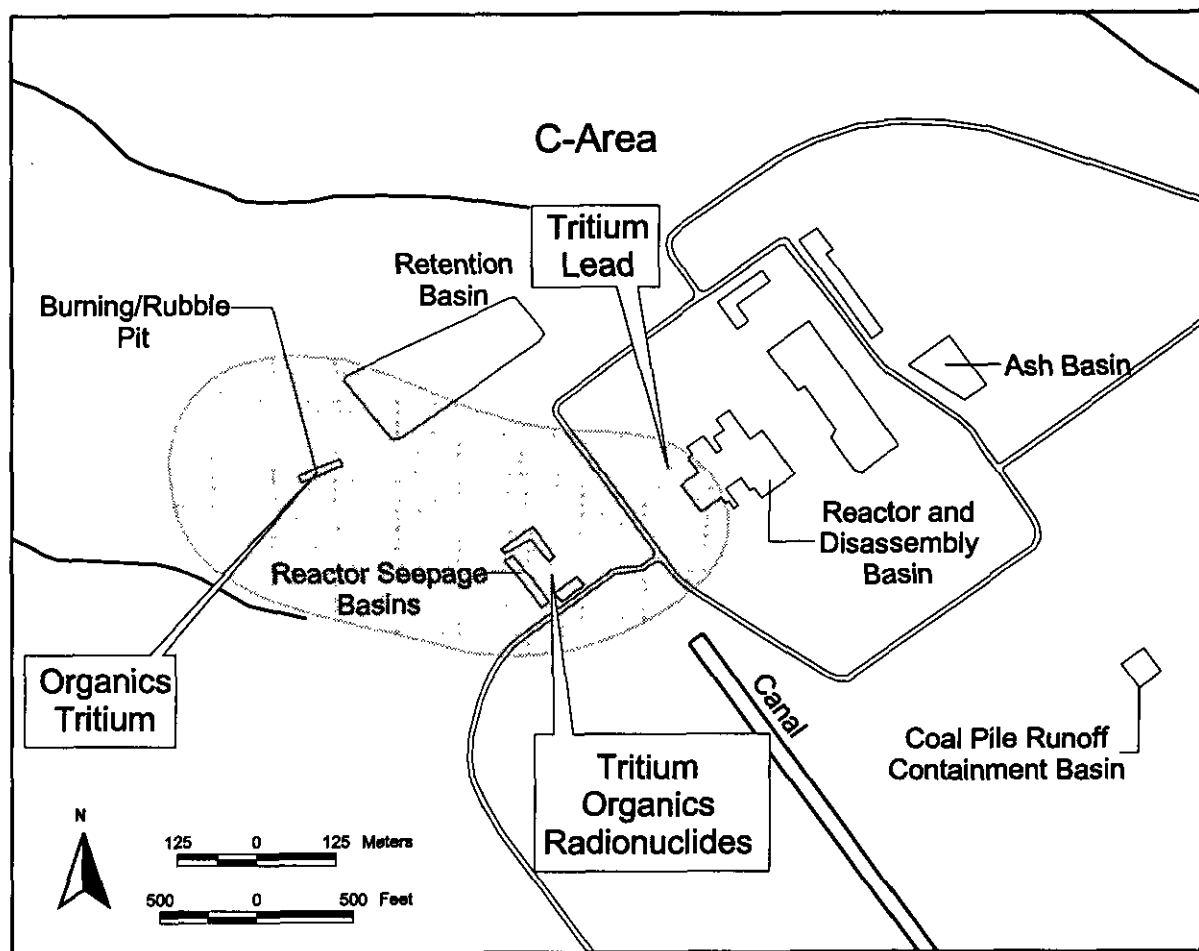 C-Area
Tritium
Lead
Retention
Basin
Burning/Rubble
Pit
Ash Basin
Reactor and
Disassembly
Basin
Reactor Seepage
Basins
Organics
Tritium
Canal
Tritium
Organics
Radionuclides
Coal Pile Runoff
Containment Basin
N
125 0 125 Meters
500 0 500 Feet